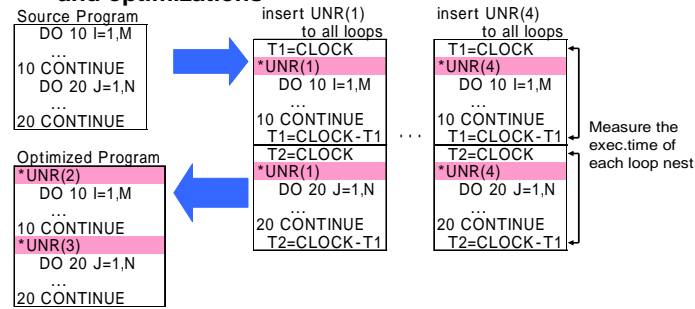 and optimizations
Source Program
DO 10 I=1,M
...
10 CONTINUE
DO 20 J=1,N
...
20 CONTINUE
insert UNR(1)
to all loops
T1=CLOCK
*UNR(1)
DO 10 I=1,M
...
10 CONTINUE
T1=CLOCK-T1
T2=CLOCK
*UNR(1)
DO 20 J=1,N
...
20 CONTINUE
T2=CLOCK-T1
...
insert UNR(4)
to all loops
T1=CLOCK
*UNR(4)
DO 10 I=1,M
...
10 CONTINUE
T1=CLOCK-T1
T2=CLOCK
*UNR(4)
DO 20 J=1,N
...
20 CONTINUE
T2=CLOCK-T1
Measure the
exec.time of
each loop nest
Optimized Program
*UNR(2)
DO 10 I=1,M
...
10 CONTINUE
*UNR(3)
DO 20 J=1,N
...
20 CONTINUE